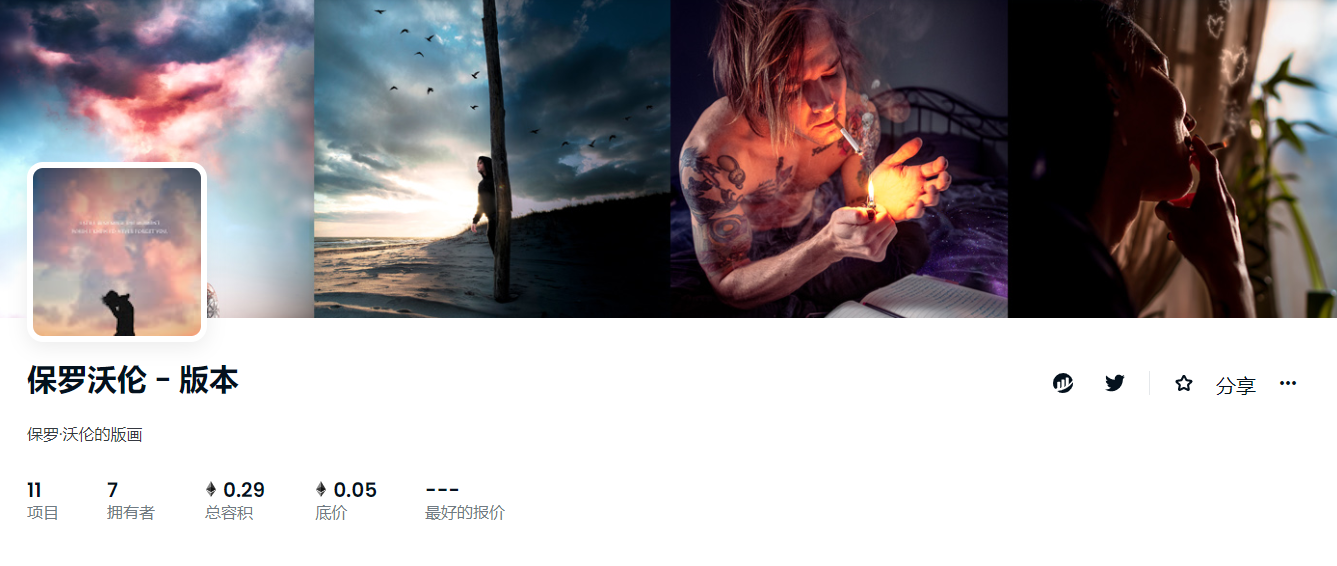 保罗沃伦 - 版本
分享
保罗·沃伦的版画
11
7
0.29
0.05
---
项目
拥有者
总容积
底价
最好的报价